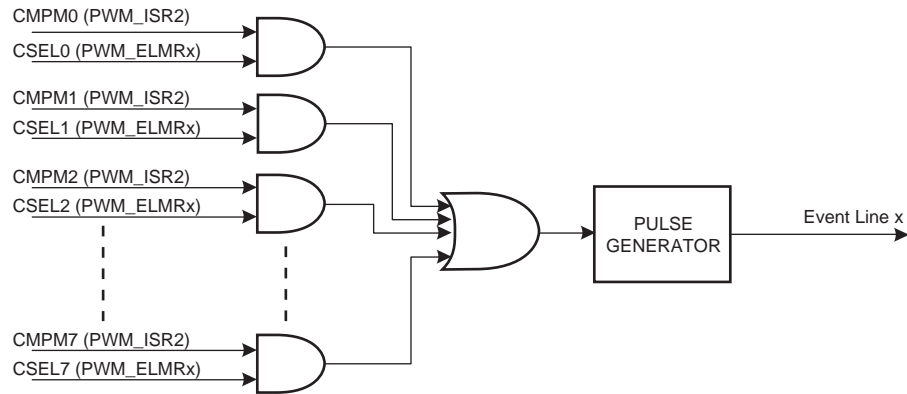 CMPM0 (PWM_ISR2)
CSEL0 (PWM_ELMRx)
CMPM1 (PWM_ISR2)
CSEL1 (PWM_ELMRx)
CMPM2 (PWM_ISR2)
CSEL2 (PWM_ELMRx)
CMPM7 (PWM_ISR2)
CSEL7 (PWM_ELMRx)
PULSE
GENERATOR
Event Line x